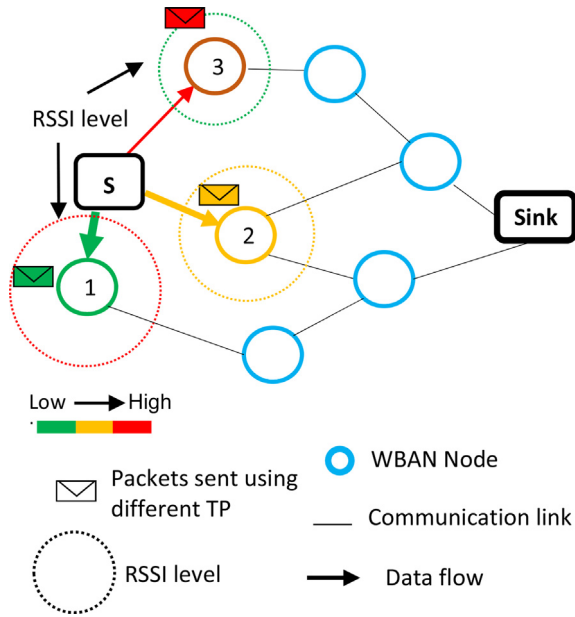 3
RSSI level
S
2
Sink
1
Low High
Packets sent using
different TP
WBAN Node
Communication link
RSSI level
Data flow